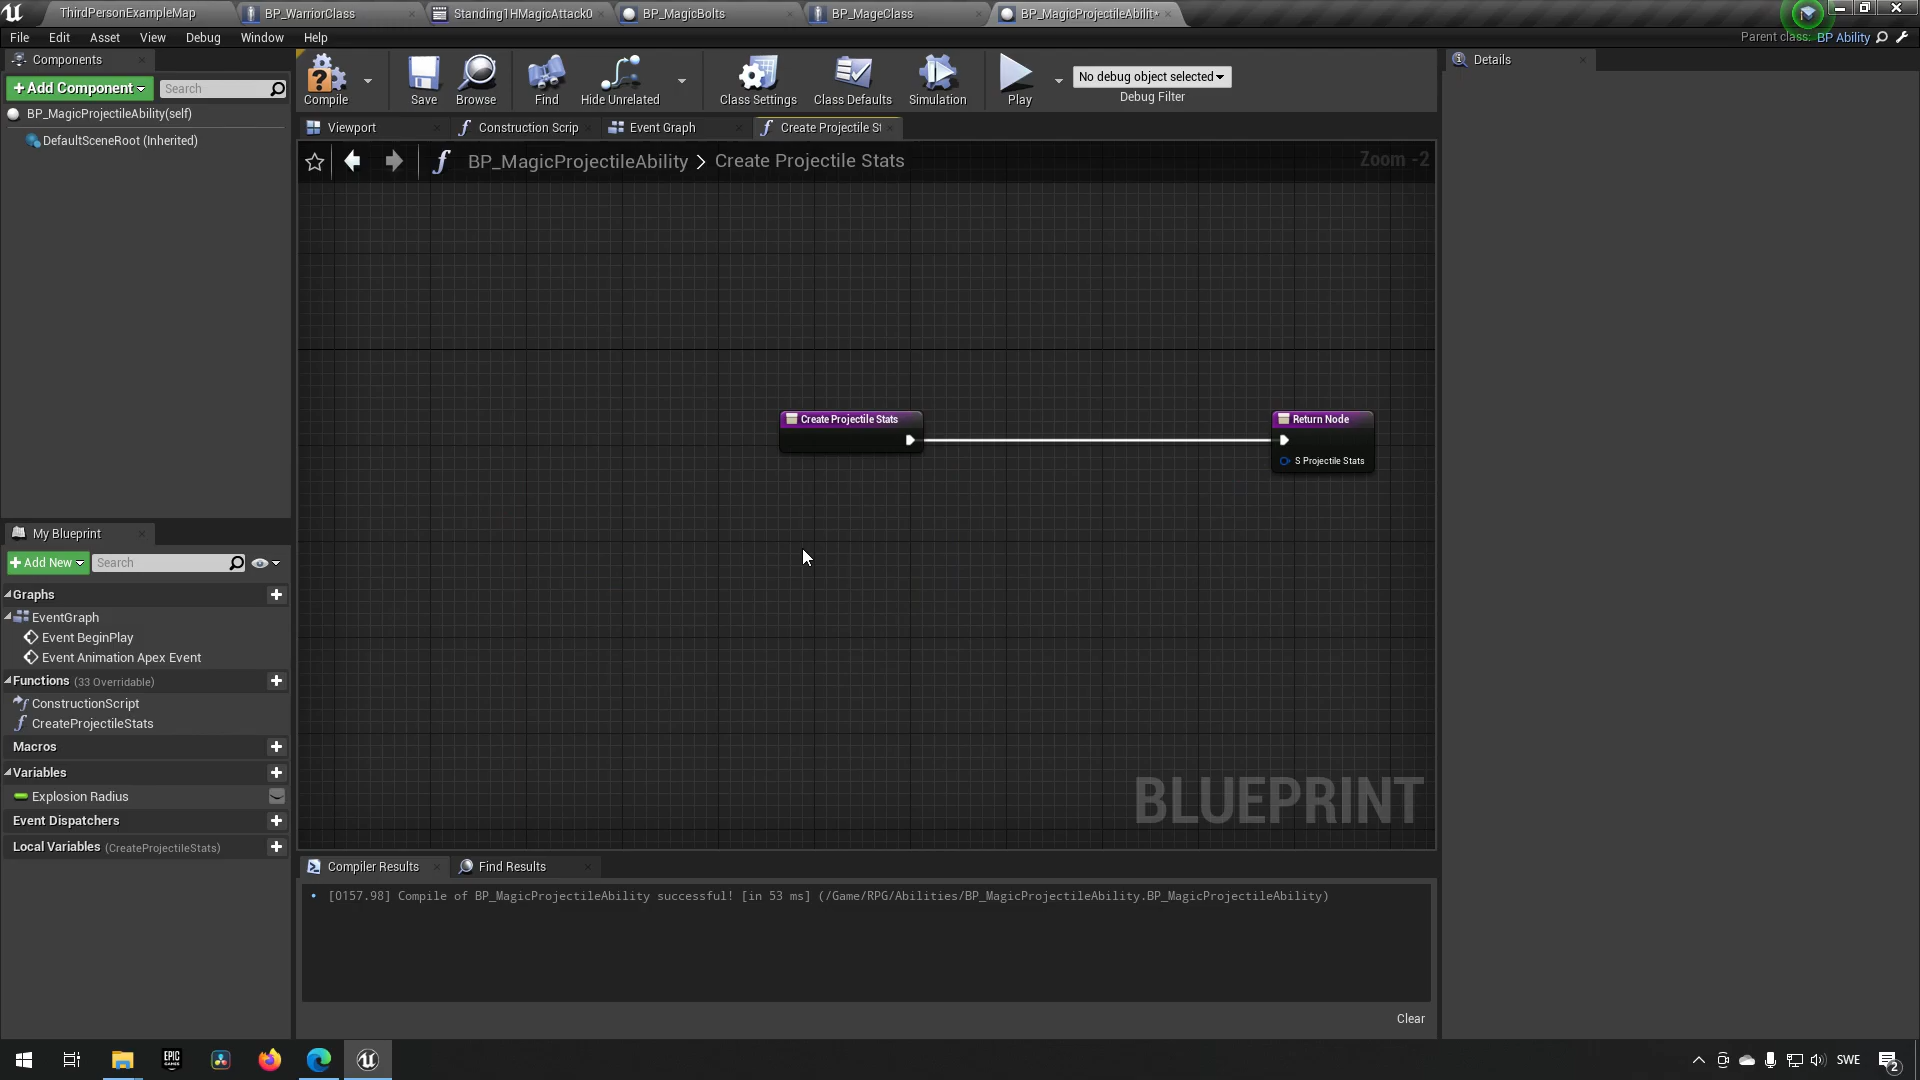 ThirdPersonExampleMap
BP_WarriorClass
Standing1HMagicAttack0
BP_MagicBolts
BP_MageClass
BP_MagicProjectileAbilit*
File Edit Asset View Debug Window Help
Parent class: BP Ability
Components
+Add Component
Search
BP_MagicProjectileAbility(self)
DefaultSceneRoot (Inherited)
Compile
Save
Browse
Find
Hide Unrelated
Class Settings
Class Defaults
Simulation
Play
No debug object selected
Debug Filter
Details
Viewport
Construction Scrip
Event Graph
Create Projectile St
BP_MagicProjectileAbility > Create Projectile Stats
Zoom -2
Create Projectile Stats
Return Node
S Projectile Stats
BLUEPRINT
My Blueprint
+Add New
Search
Graphs
EventGraph
Event BeginPlay
Event Animation Apex Event
Functions (33 Overridable)
ConstructionScript
CreateProjectileStats
Macros
Variables
Explosion Radius
Event Dispatchers
Local Variables (CreateProjectileStats)
Compiler Results
Find Results
[0157.98] Compile of BP_MagicProjectileAbility successful! [in 53 ms] (/Game/RPG/Abilities/BP_MagicProjectileAbility.BP_MagicProjectileAbility)
Clear
EPIC GAMES
SWE
2